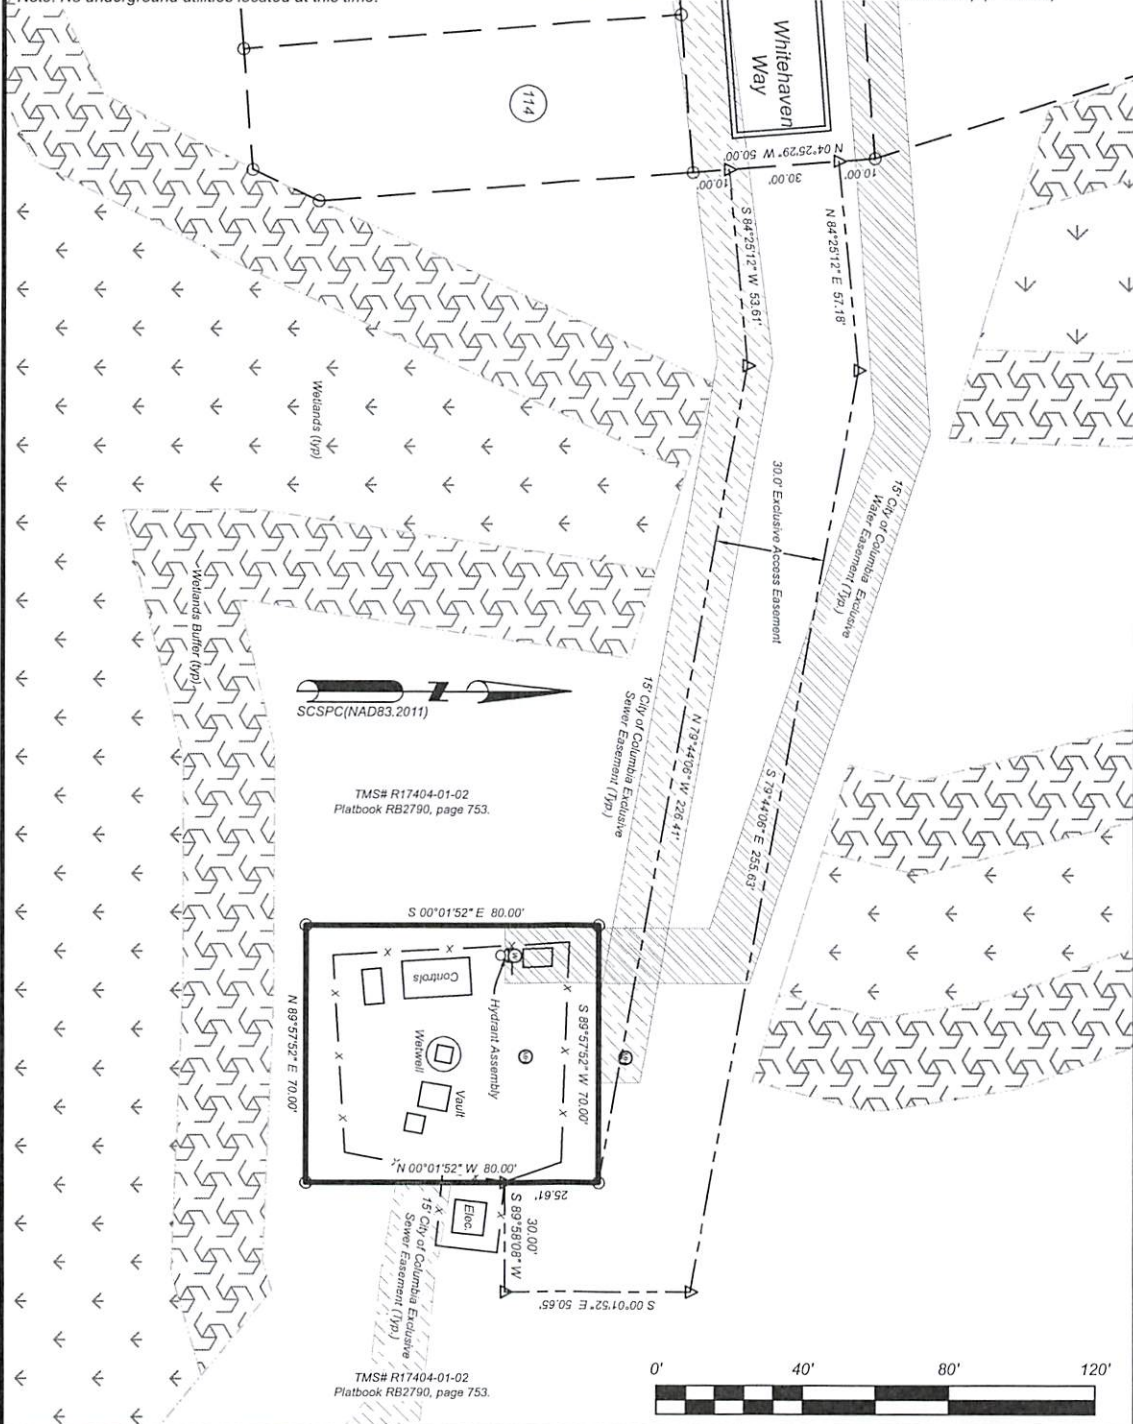 Note: No underground utilities located at this time.
114
Whitehaven
Way
N 04°25'29" W 50.00'
10.00'
30.00'
10.00'
S 84°25'12" W 53.61'
N 84°25'12" E 57.18'
Wetlands (typ)
30.0' Exclusive Access Easement
15' City of Columbia Exclusive
Water Easement (Typ.)
Wetlands Buffer (typ)
N
SCSPC(NAD83.2011)
15' City of Columbia Exclusive
Sewer Easement (Typ.)
N 79°44'06" W 226.41'
S 79°44'06" E 255.63'
TMS# R17404-01-02
Platbook RB2790, page 753.
S 00°01'52" E 80.00'
Controls
Hydrant Assembly
N 89°57'52" E 70.00'
S 89°57'52" W 70.00'
Wetwell
Vault
N 00°01'52" W 80.00'
25.61'
Elec.
30.00'
S 89°58'08" W
15' City of Columbia Exclusive
Sewer Easement (Typ.)
S 00°01'52" E 50.65'
TMS# R17404-01-02
Platbook RB2790, page 753.
0' 40' 80' 120'